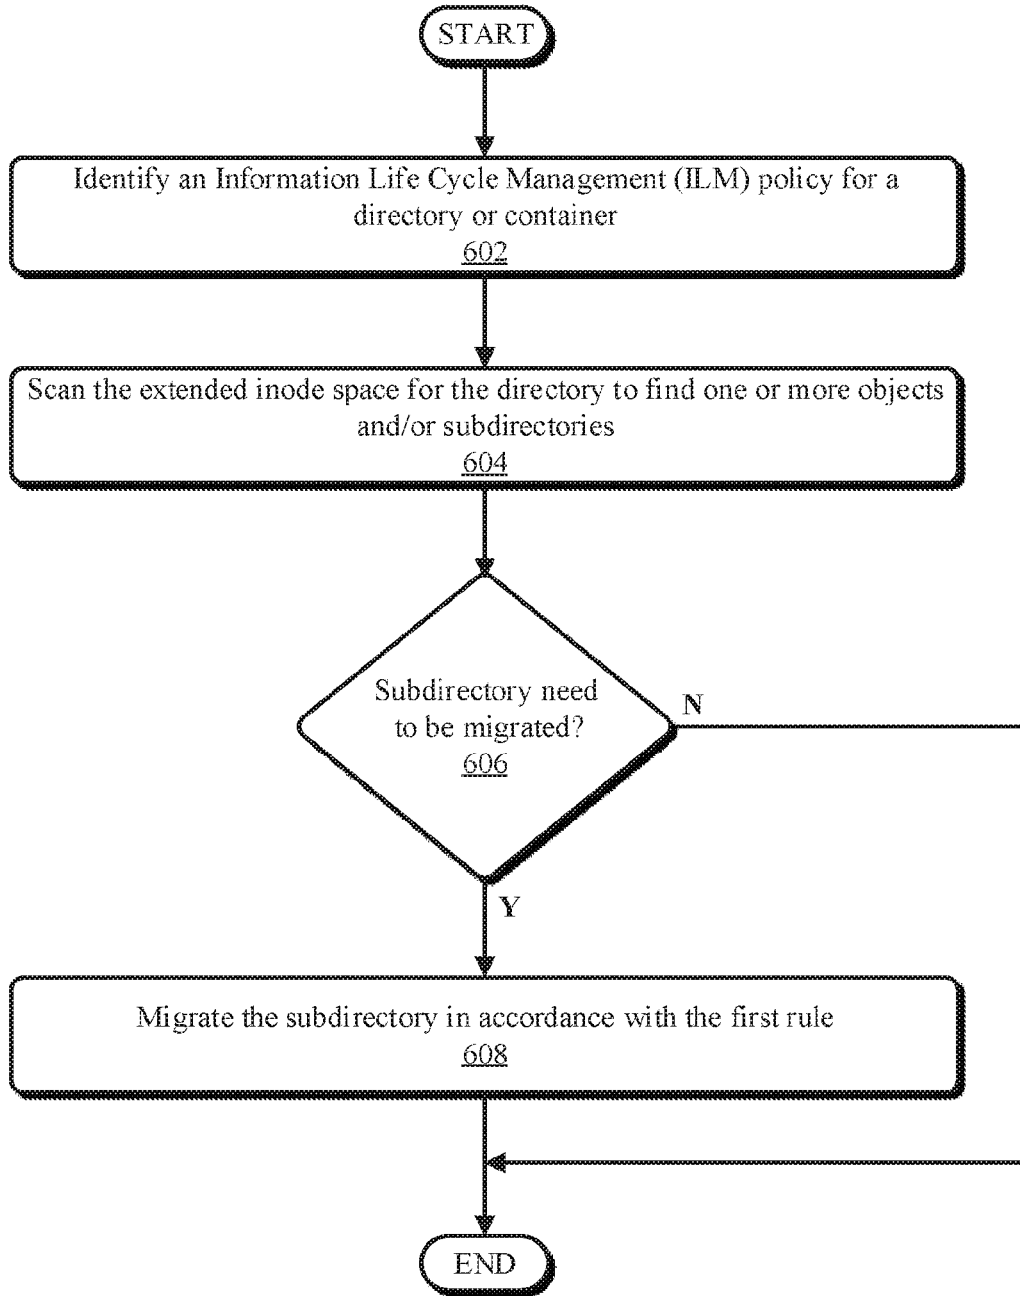 START
Identify an Information Life Cycle Management (ILM) policy for a
directory or container
602
Scan the extended inode space for the directory to find one or more objects
and/or subdirectories
604
Subdirectory need
to be migrated?
606
N
Y
Migrate the subdirectory in accordance with the first rule
608
END